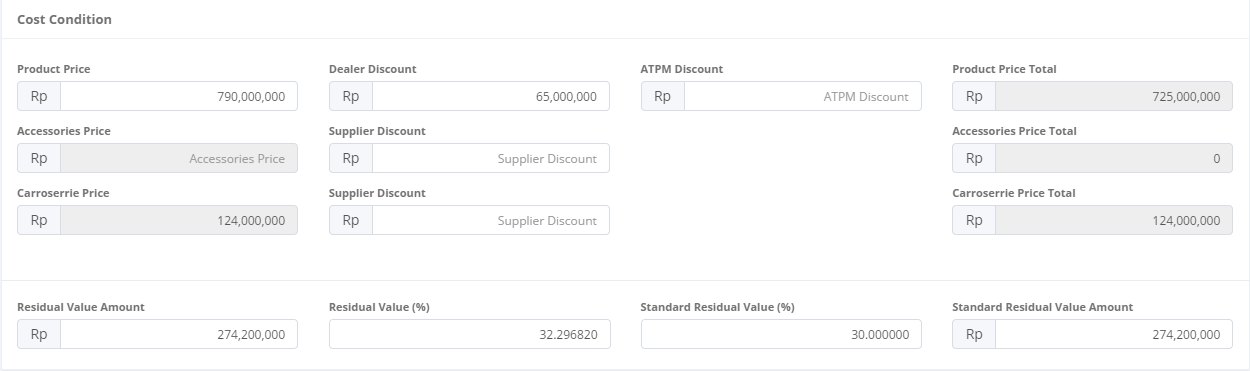 Cost Condition
Product Price Dealer Discount ATPM Discount Product Price Total
Rp 790,000,000 Rp 65,000,000 Rp ATPM Discount Rp 725,000,000
Accessories Price Supplier Discount Accessories Price Total
Rp Accessories Price Rp Supplier Discount Rp 0
Carroserrie Price Supplier Discount Carroserrie Price Total
Rp 124,000,000 Rp Supplier Discount Rp 124,000,000
Residual Value Amount Residual Value (%) Standard Residual Value (%) Standard Residual Value Amount
Rp 274,200,000 32.296820 30.000000 Rp 274,200,000